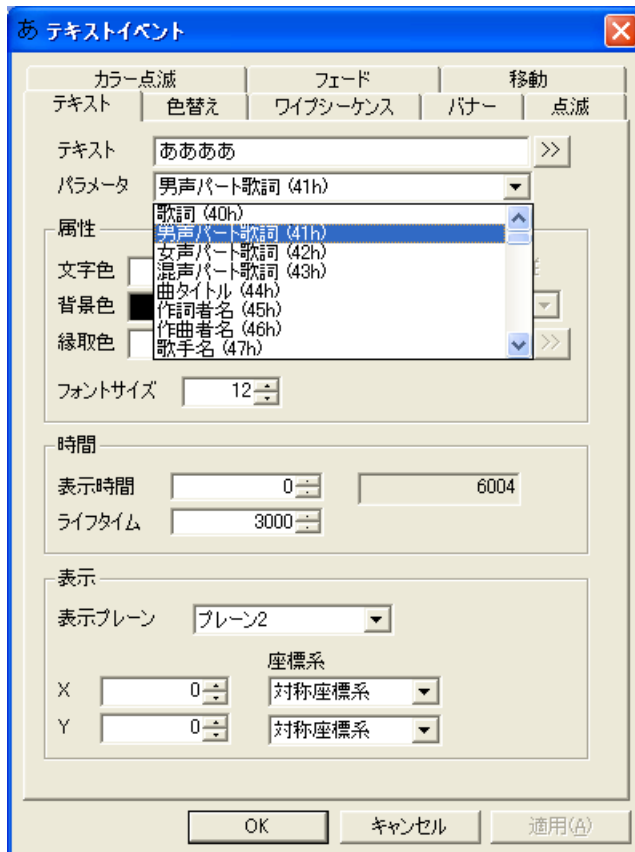 あ テキストイベント
カラー点滅 フェード 移動
テキスト 色替え ワイプシーケンス バナー 点滅
テキスト ああああ >>
パラメータ 男声パート歌詞 (41h)
歌詞 (40h)
属性 男声パート歌詞 (41h)
女声パート歌詞 (42h)
文字色 混声パート歌詞 (43h)
曲タイトル (44h)
背景色 作詞者名 (45h)
作曲者名 (46h)
縁取色 歌手名 (47h) >>
フォントサイズ 12
時間
表示時間 0 6004
ライフタイム 3000
表示
表示プレーン プレーン2
座標系
X 0 対称座標系
Y 0 対称座標系
OK キャンセル 適用(A)